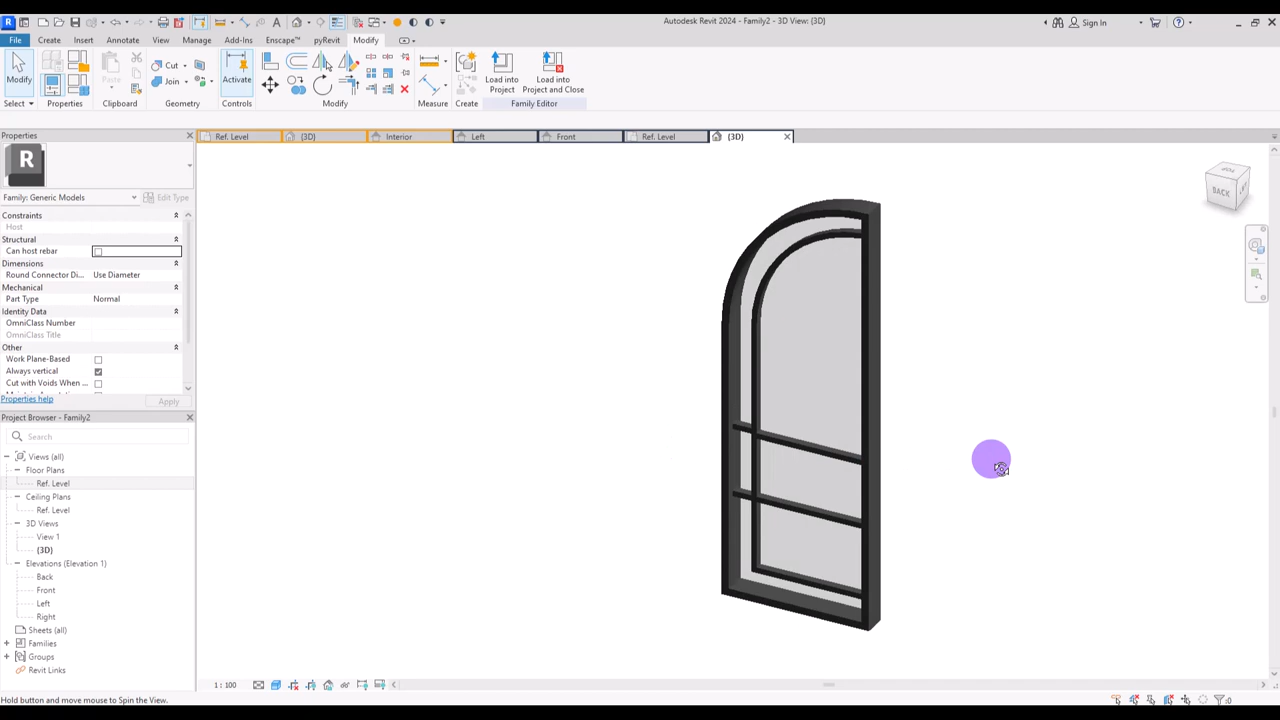 Autodesk Revit 2024 - Family2 - 3D View: {3D}
Sign In
File Create Insert Annotate View Manage Add-Ins Enscape™ pyRevit Modify
Modify
Paste
Cut
Join
Activate
Load into
Project
Load into
Project and Close
Select Properties Clipboard Geometry Controls Modify Measure Create Family Editor
Properties
Ref. Level {3D} Interior Left Front Ref. Level {3D}
R
Family: Generic Models Edit Type
Constraints
Host
Structural
Can host rebar
Dimensions
Round Connector Di... Use Diameter
Mechanical
Part Type Normal
Identity Data
OmniClass Number
OmniClass Title
Other
Work Plane-Based
Always vertical
Cut with Voids When ...
Properties help Apply
Project Browser - Family2
Search
Views (all)
Floor Plans
Ref. Level
Ceiling Plans
Ref. Level
3D Views
View 1
{3D}
Elevations (Elevation 1)
Back
Front
Left
Right
Sheets (all)
Families
Groups
Revit Links
BACK
1 : 100
Hold button and move mouse to Spin the View.
:0